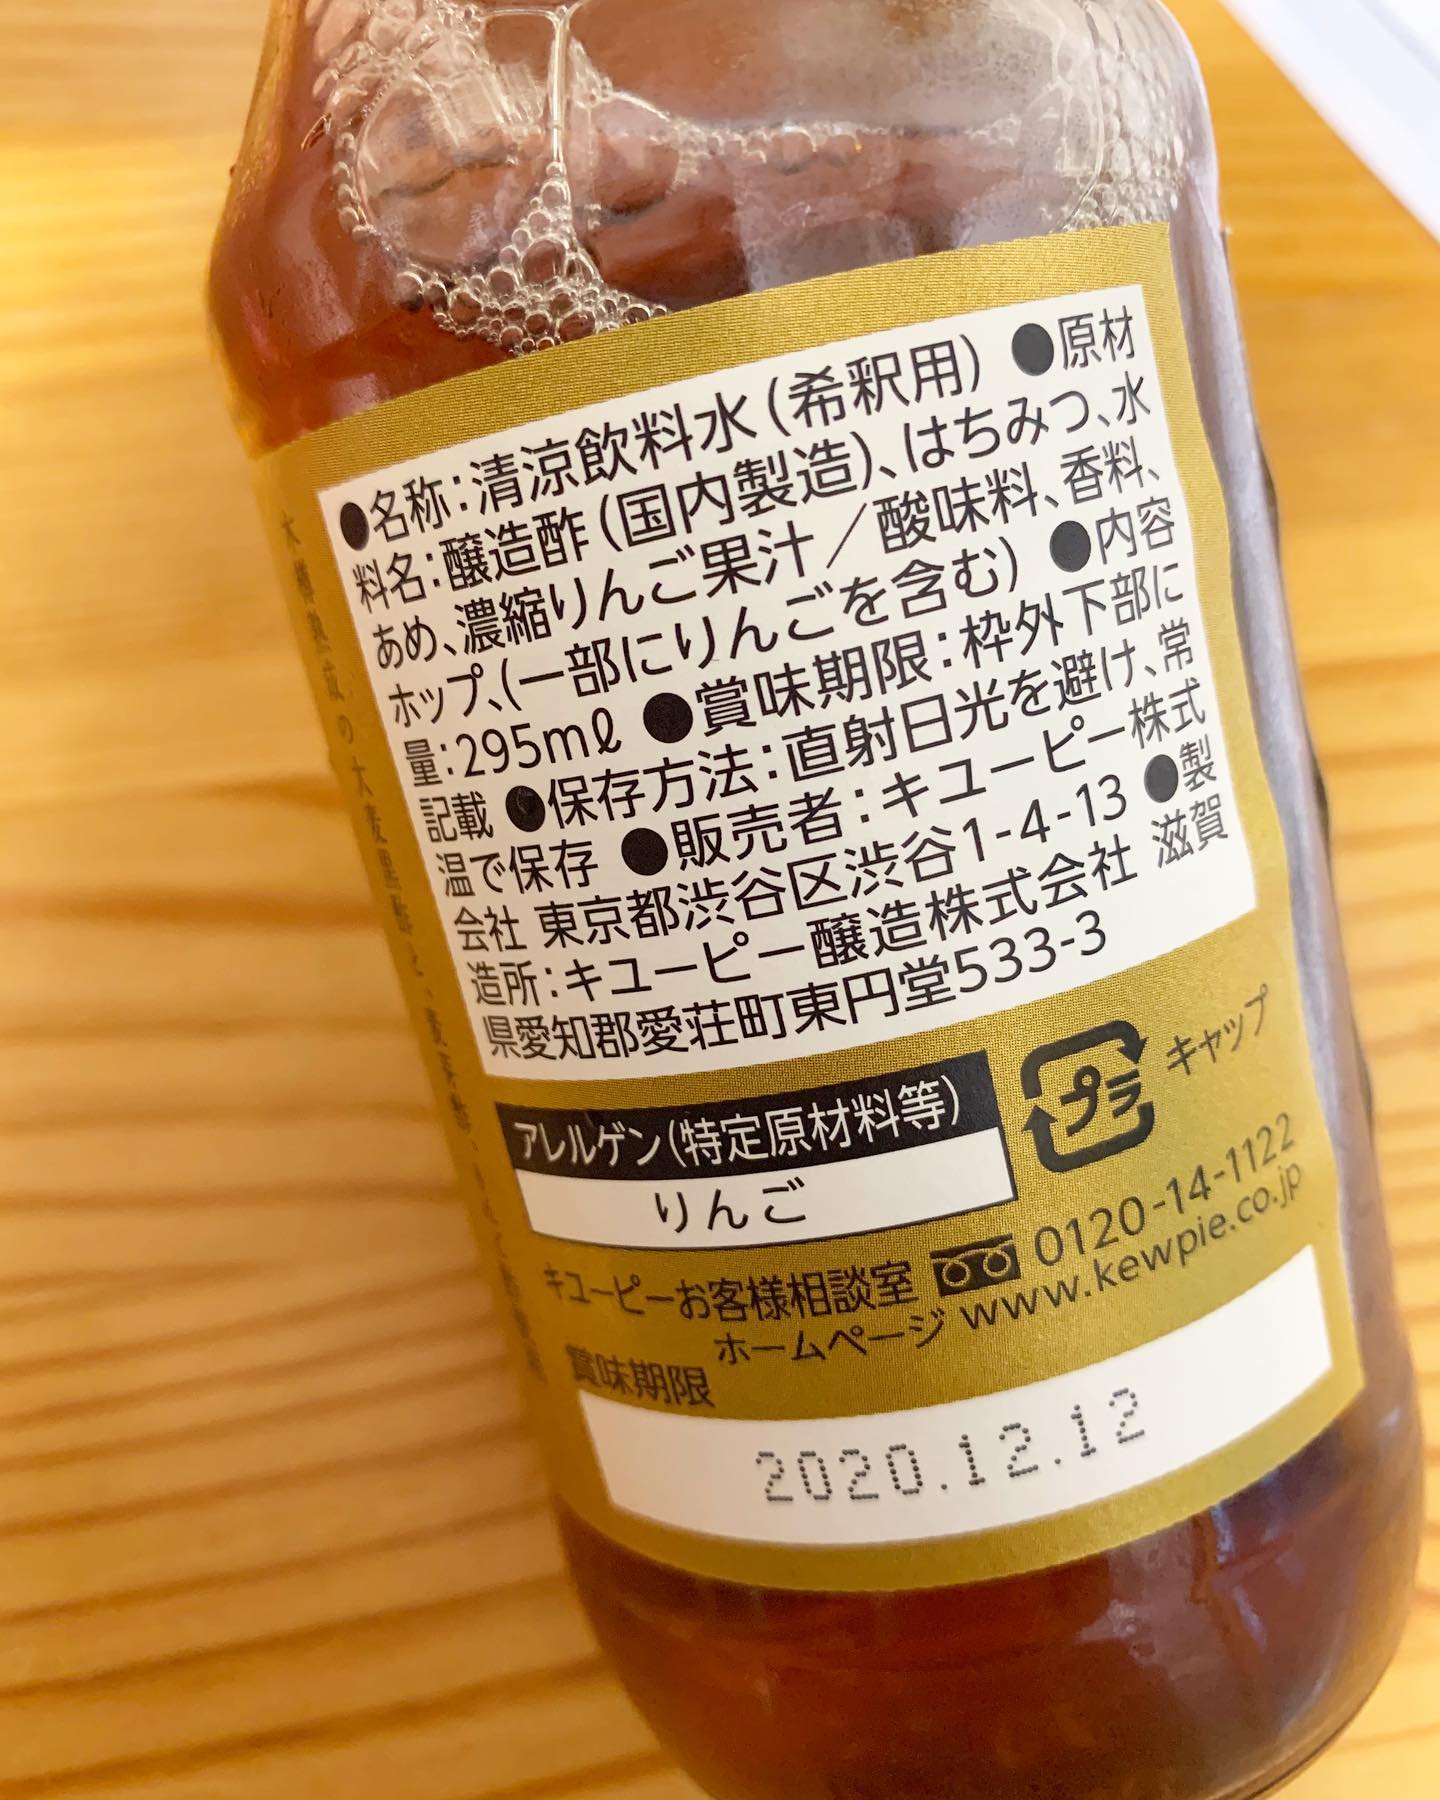 ●名称：清涼飲料水（希釈用） ●原材
料名：醸造酢（国内製造）、はちみつ、水
あめ、濃縮りんご果汁／酸味料、香料、
ホップ、（一部にりんごを含む） ●内容
量：295mℓ ●賞味期限：枠外下部に
記載 ●保存方法：直射日光を避け、常
温で保存 ●販売者：キユーピー株式
会社 東京都渋谷区渋谷1-4-13 ●製
造所：キユーピー醸造株式会社 滋賀
県愛知郡愛荘町東円堂533-3
アレルゲン（特定原材料等）
りんご
プラ
キャップ
キユーピーお客様相談室 0120-14-1122
ホームページ www.kewpie.co.jp
賞味期限
2020.12.12